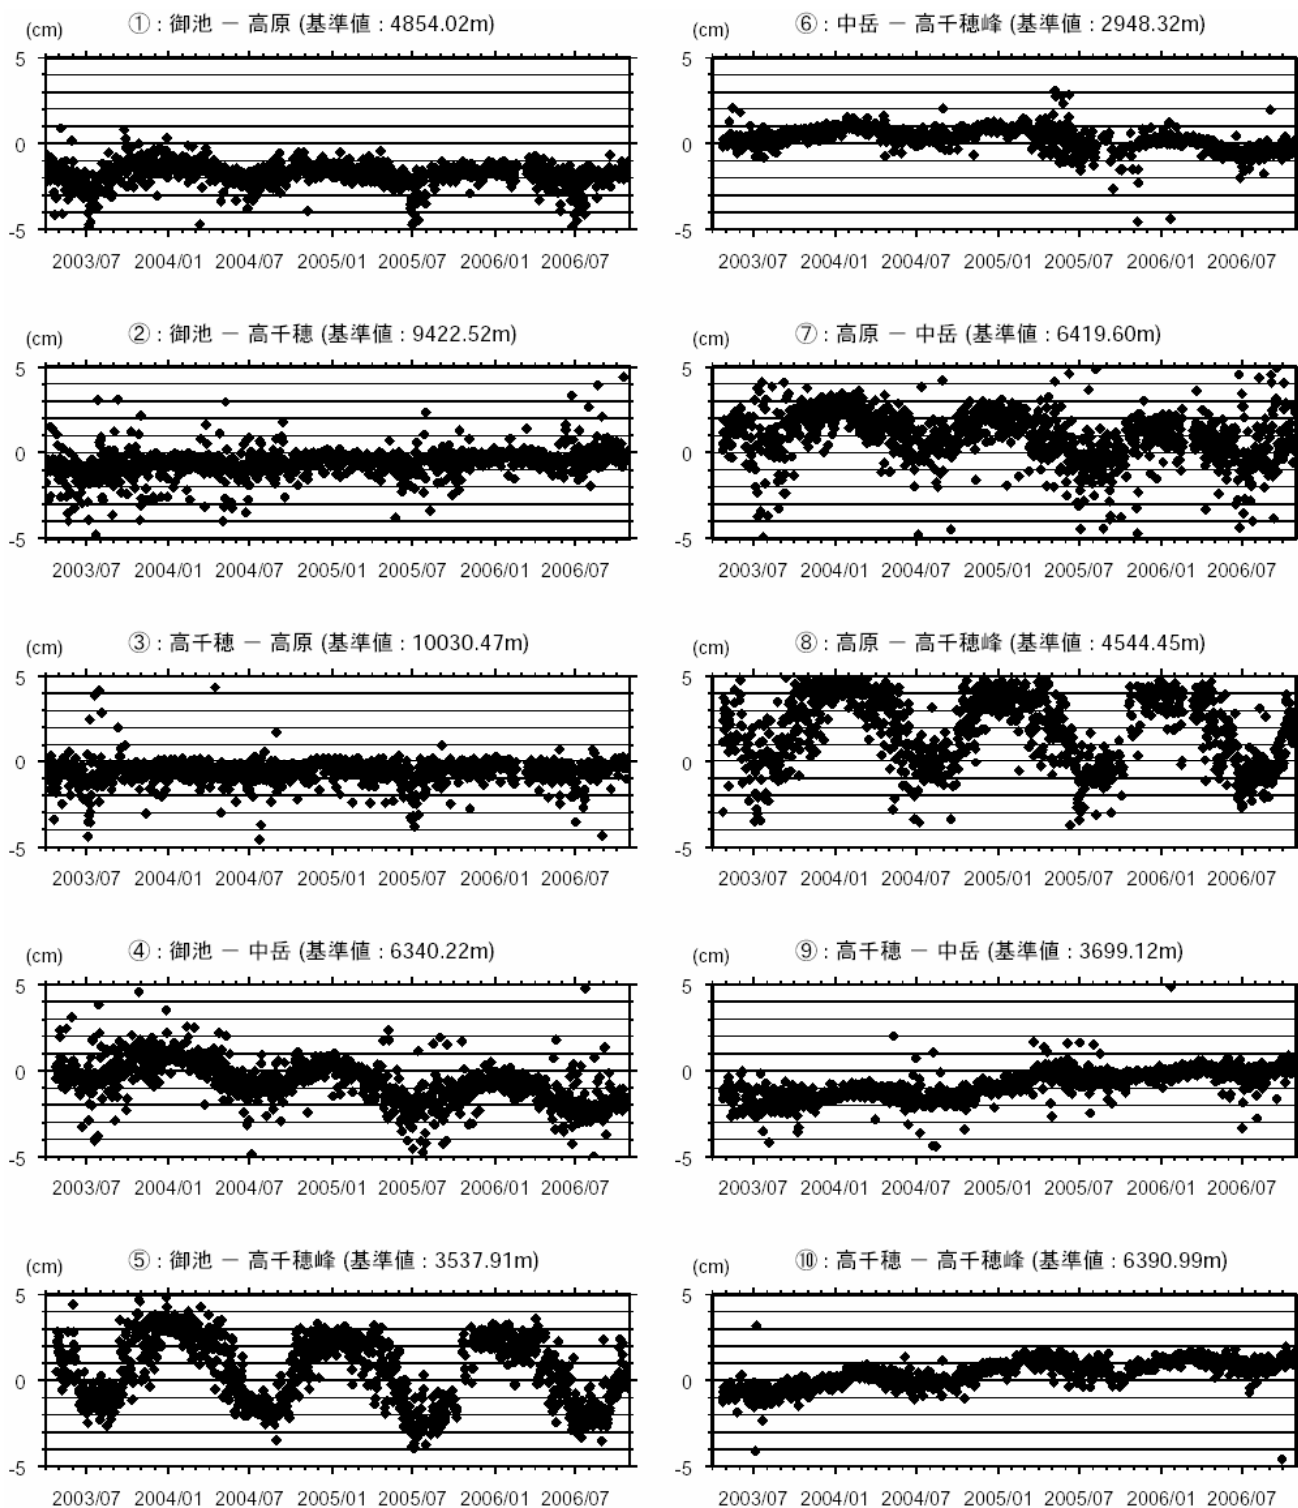 (cm) ①：御池 － 高原 (基準値：4854.02m)
5
0
-5
2003/07 2004/01 2004/07 2005/01 2005/07 2006/01 2006/07
(cm) ②：御池 － 高千穂 (基準値：9422.52m)
5
0
-5
2003/07 2004/01 2004/07 2005/01 2005/07 2006/01 2006/07
(cm) ③：高千穂 － 高原 (基準値：10030.47m)
5
0
-5
2003/07 2004/01 2004/07 2005/01 2005/07 2006/01 2006/07
(cm) ④：御池 － 中岳 (基準値：6340.22m)
5
0
-5
2003/07 2004/01 2004/07 2005/01 2005/07 2006/01 2006/07
(cm) ⑤：御池 － 高千穂峰 (基準値：3537.91m)
5
0
-5
2003/07 2004/01 2004/07 2005/01 2005/07 2006/01 2006/07
(cm) ⑥：中岳 － 高千穂峰 (基準値：2948.32m)
5
0
-5
2003/07 2004/01 2004/07 2005/01 2005/07 2006/01 2006/07
(cm) ⑦：高原 － 中岳 (基準値：6419.60m)
5
0
-5
2003/07 2004/01 2004/07 2005/01 2005/07 2006/01 2006/07
(cm) ⑧：高原 － 高千穂峰 (基準値：4544.45m)
5
0
-5
2003/07 2004/01 2004/07 2005/01 2005/07 2006/01 2006/07
(cm) ⑨：高千穂 － 中岳 (基準値：3699.12m)
5
0
-5
2003/07 2004/01 2004/07 2005/01 2005/07 2006/01 2006/07
(cm) ⑩：高千穂 － 高千穂峰 (基準値：6390.99m)
5
0
-5
2003/07 2004/01 2004/07 2005/01 2005/07 2006/01 2006/07